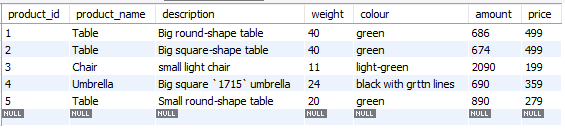 product_id product_name description weight colour amount price
1 Table Big round-shape table 40 green 686 499
2 Table Big square-shape table 40 green 674 499
3 Chair small light chair 11 light-green 2090 199
4 Umbrella Big square `1715` umbrella 24 black with grttn lines 690 359
5 Table Small round-shape table 20 green 890 279
NULL NULL NULL NULL NULL NULL NULL